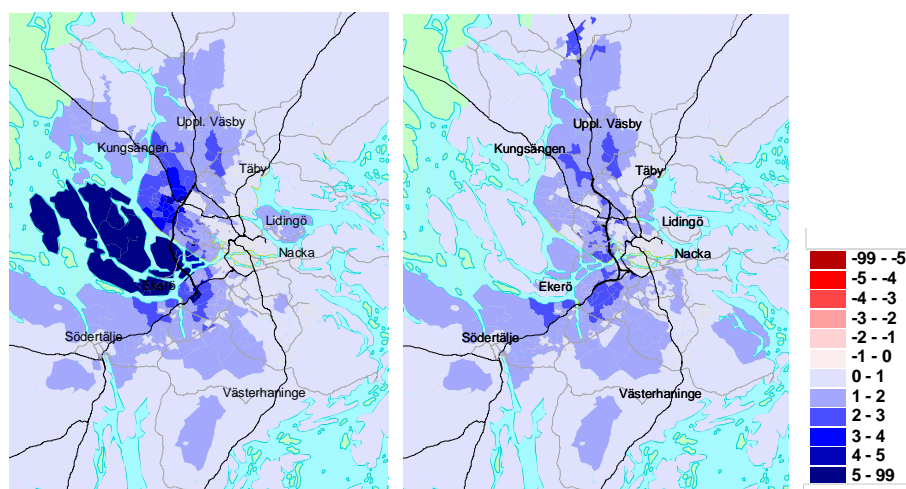 Uppl. Väsby
Kungsängen
Täby
Lidingö
Nacka
Ekerö
Södertälje
Västerhaninge
Uppl. Väsby
Kungsängen
Täby
Lidingö
Nacka
Ekerö
Södertälje
Västerhaninge
-99 - -5
-5 - -4
-4 - -3
-3 - -2
-2 - -1
-1 - 0
0 - 1
1 - 2
2 - 3
3 - 4
4 - 5
5 - 99